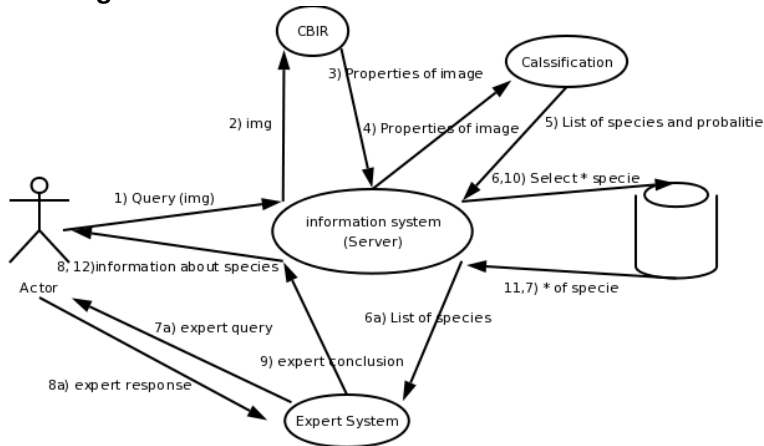 CBIR
3) Properties of image
Calssification
2) img
4) Properties of image
5) List of species and probalitie
1) Query (img)
6,10) Select * specie
information system
(Server)
8, 12)information about species
Actor
11,7) * of specie
7a) expert query
6a) List of species
9) expert conclusion
8a) expert response
Expert System